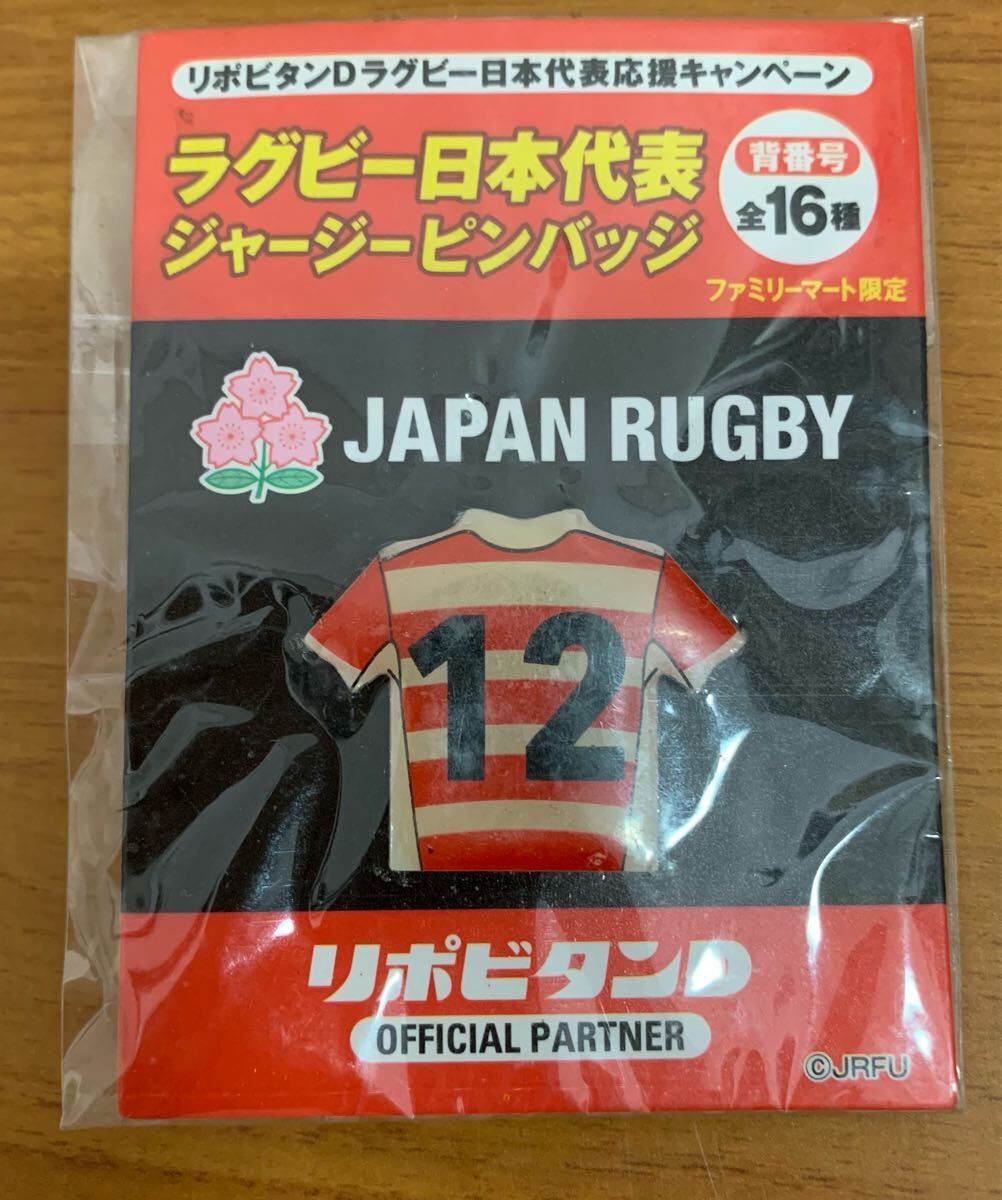 リポビタンDラグビー日本代表応援キャンペーン
ラグビー日本代表
ジャージーピンバッジ
背番号
全16種
ファミリーマート限定
JAPAN RUGBY
12
リポビタンD
OFFICIAL PARTNER
©JRFU